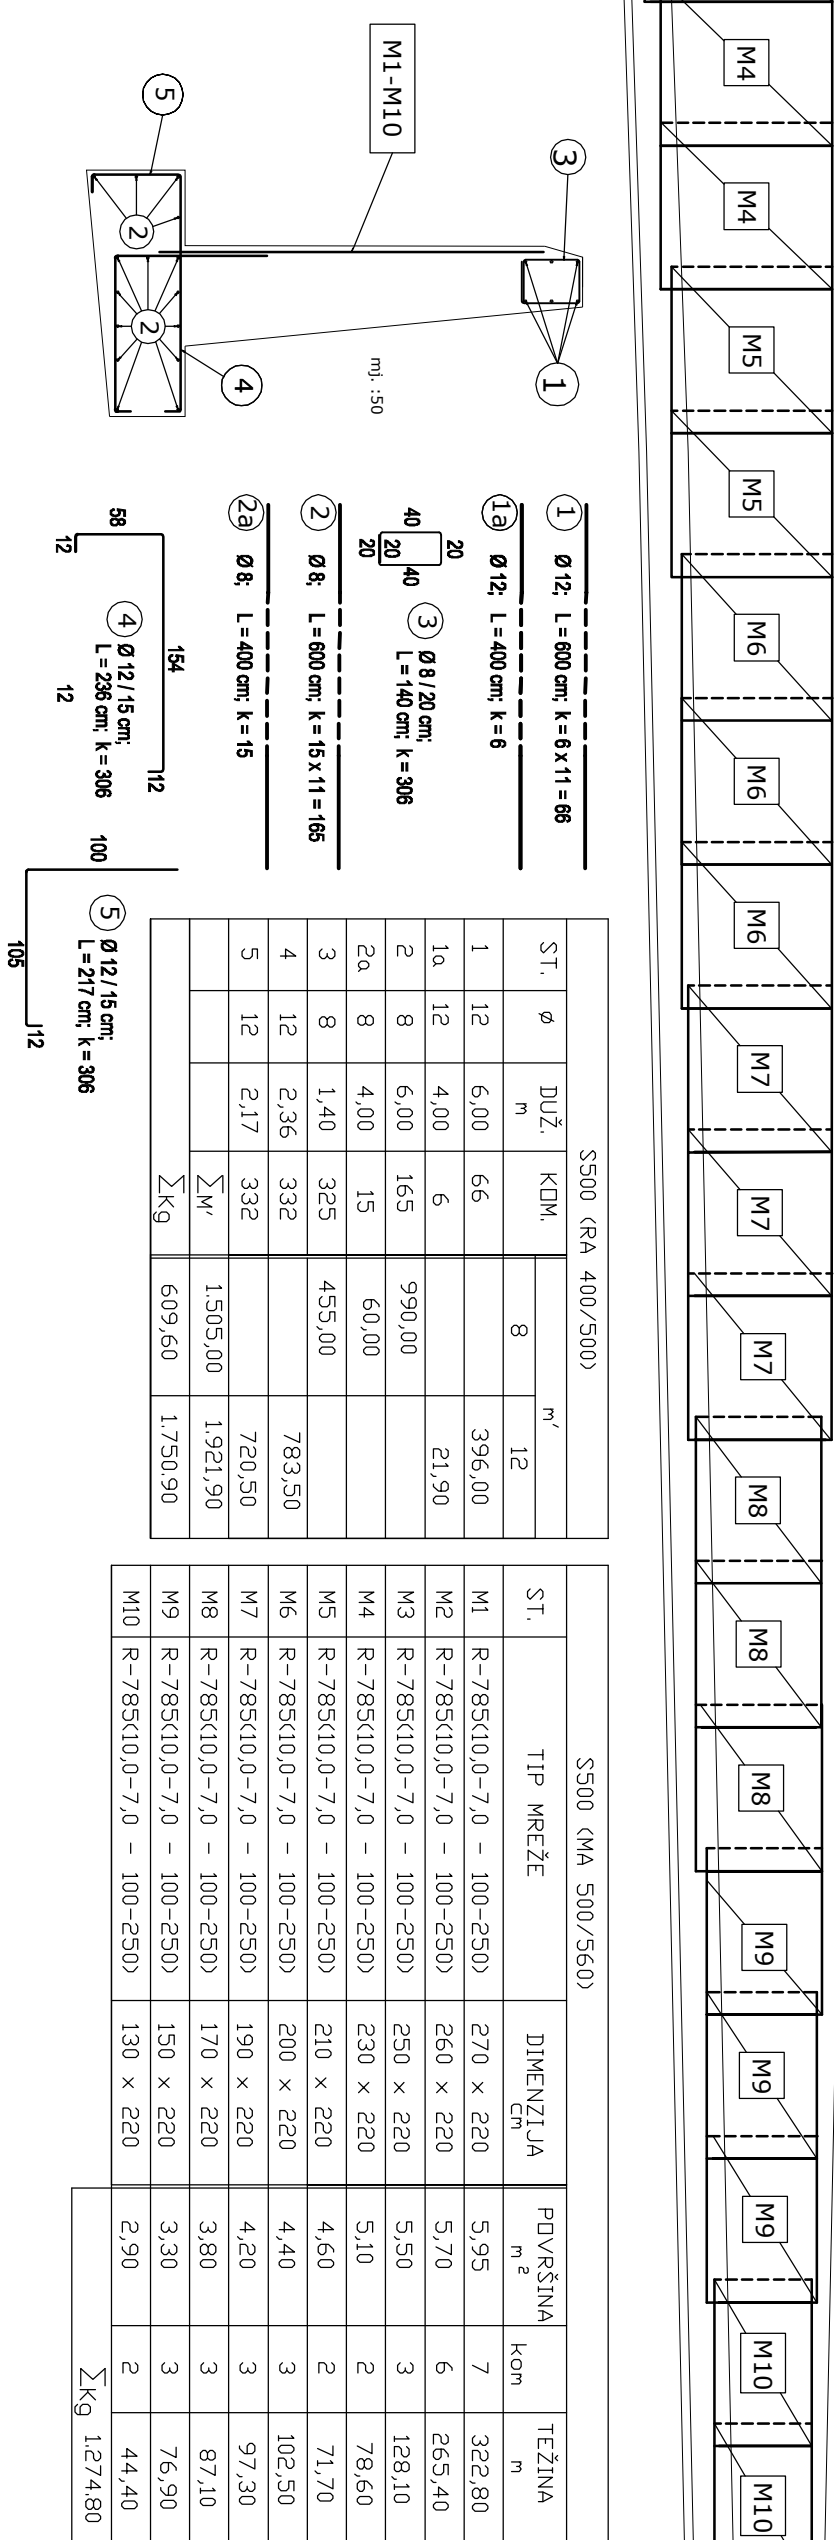 M4
M4
M5
M5
M6
M6
M6
M7
M7
M7
M8
M8
M8
M9
M9
M9
M10
M10
M1-M10
3
1
5
2
2
4
mj. :50
1 Ø 12; L = 600 cm; k = 6 x 11 = 66
1a Ø 12; L = 400 cm; k = 6
20
40
20
40
20
3 Ø 8 / 20 cm;
L = 140 cm; k = 306
2 Ø 8; L = 600 cm; k = 15 x 11 = 165
2a Ø 8; L = 400 cm; k = 15
154
12
58
12
4 Ø 12 / 15 cm;
L = 236 cm; k = 306
12
100
5 Ø 12 / 15 cm;
L = 217 cm; k = 306
105
12
S500 (RA 400/500)
ST. Ø DUŽ. m KOM. m'
8 12
1 12 6,00 66 396,00
1a 12 4,00 6 21,90
2 8 6,00 165 990,00
2a 8 4,00 15 60,00
3 8 1,40 325 455,00
4 12 2,36 332 783,50
5 12 2,17 332 720,50
∑M' 1.505,00 1.921,90
∑Kg 609,60 1.750.90
S500 (MA 500/560)
ST. TIP MREŽE DIMENZIJA cm POVRŠINA m² kom TEŽINA m
M1 R-785(10,0-7,0 - 100-250) 270 x 220 5,95 7 322,80
M2 R-785(10,0-7,0 - 100-250) 260 x 220 5,70 6 265,40
M3 R-785(10,0-7,0 - 100-250) 250 x 220 5,50 3 128,10
M4 R-785(10,0-7,0 - 100-250) 230 x 220 5,10 2 78,60
M5 R-785(10,0-7,0 - 100-250) 210 x 220 4,60 2 71,70
M6 R-785(10,0-7,0 - 100-250) 200 x 220 4,40 3 102,50
M7 R-785(10,0-7,0 - 100-250) 190 x 220 4,20 3 97,30
M8 R-785(10,0-7,0 - 100-250) 170 x 220 3,80 3 87,10
M9 R-785(10,0-7,0 - 100-250) 150 x 220 3,30 3 76,90
M10 R-785(10,0-7,0 - 100-250) 130 x 220 2,90 2 44,40
∑Kg 1.274.80